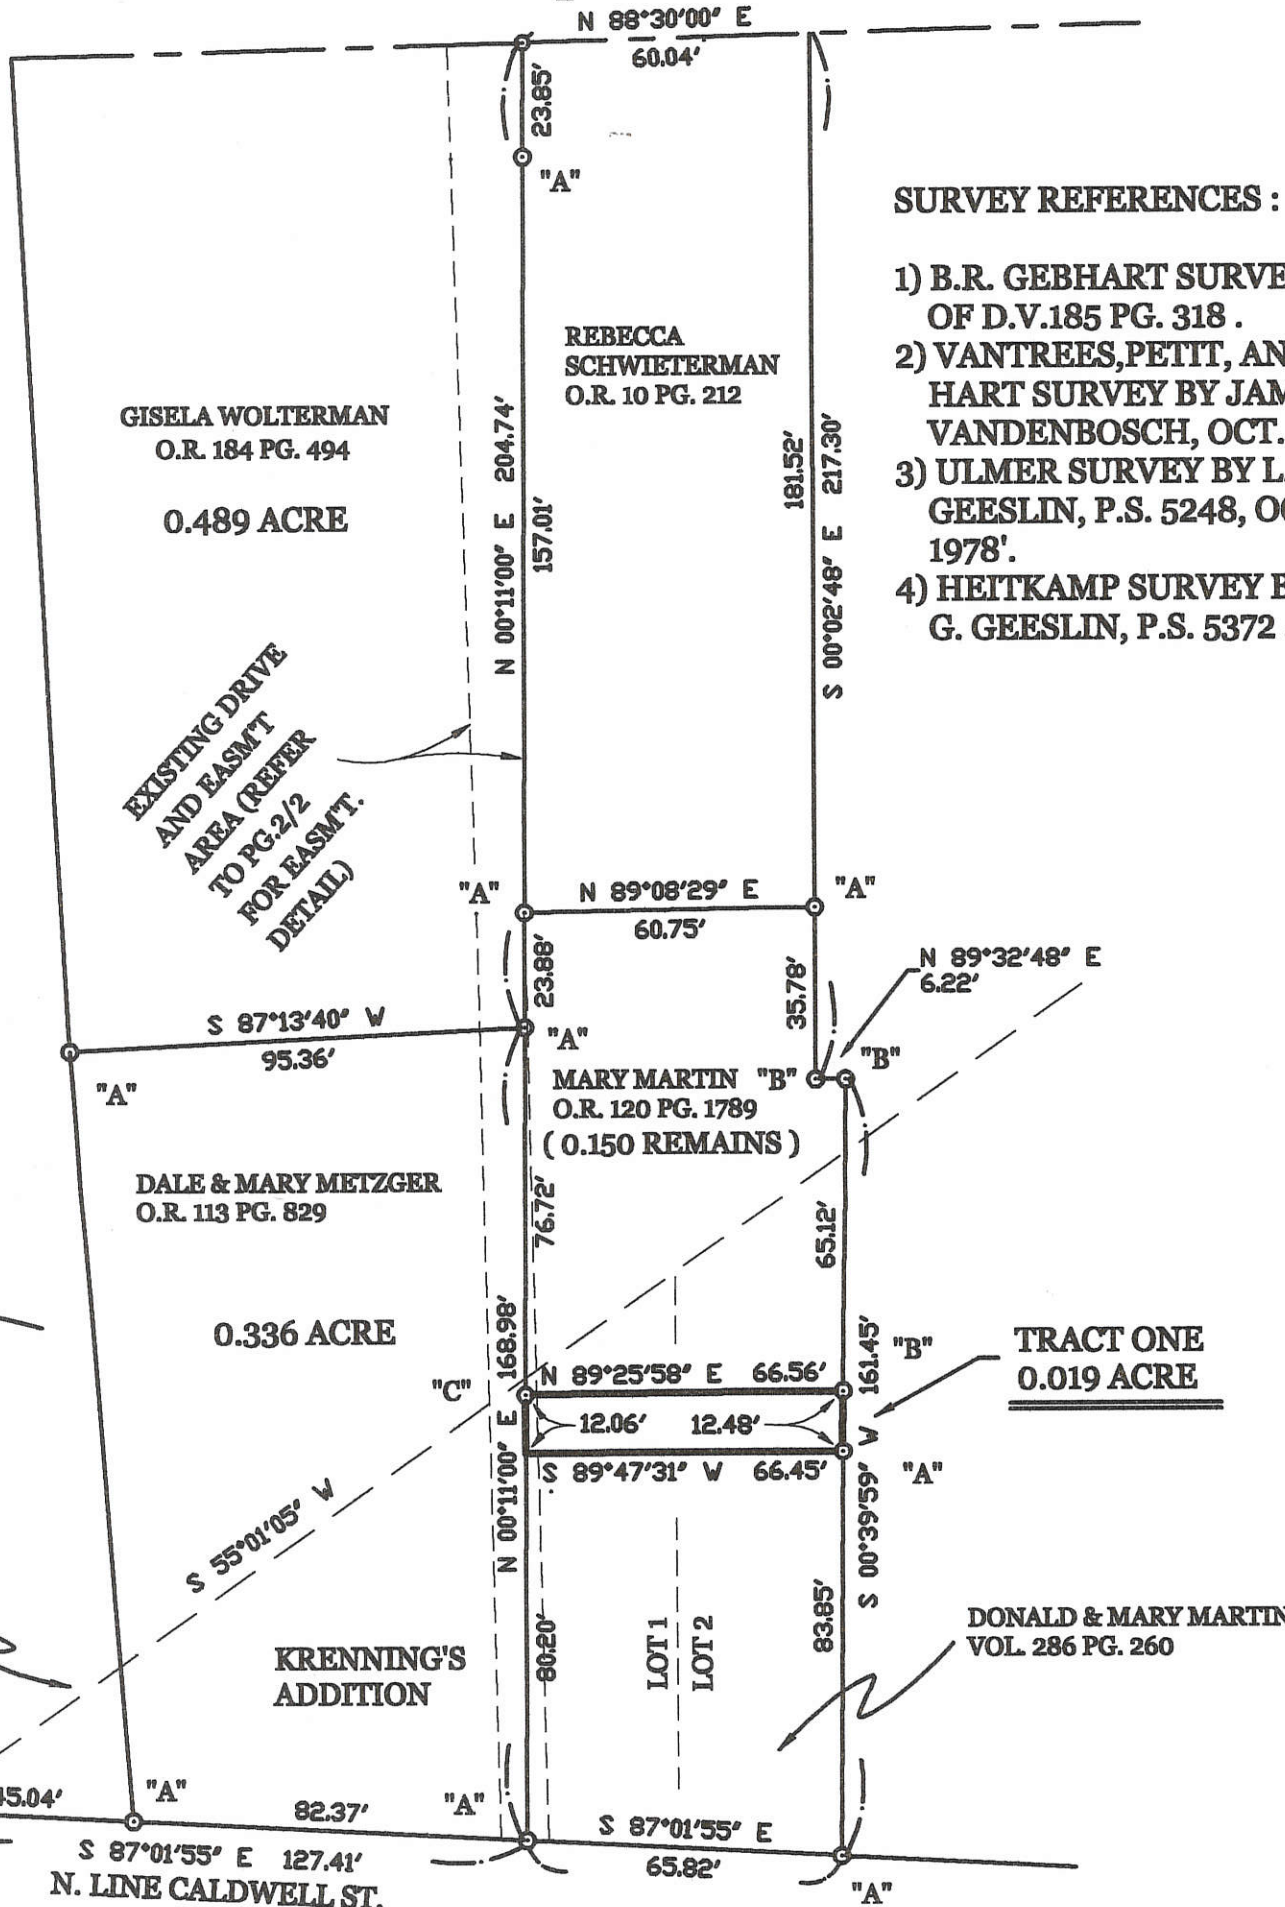 N 88°30'00" E
60.04'
23.85'
"A"
SURVEY REFERENCES :
1) B.R. GEBHART SURVE
OF D.V.185 PG. 318 .
2) VANTREES,PETIT, AN
HART SURVEY BY JAM
VANDENBOSCH, OCT.
3) ULMER SURVEY BY L.
GEESLIN, P.S. 5248, OC
1978'.
4) HEITKAMP SURVEY B
G. GEESLIN, P.S. 5372
REBECCA
SCHWIETERMAN
O.R. 10 PG. 212
GISELA WOLTERMAN
O.R. 184 PG. 494
0.489 ACRE
N 00°11'00" E 204.74'
157.01'
181.52'
S 00°02'48" E 217.30'
EXISTING DRIVE
AND EASM'T
AREA (REFER
TO PG.2/2
FOR EASM'T.
DETAIL)
"A"
N 89°08'29" E
60.75'
"A"
23.88'
35.78'
N 89°32'48" E
6.22'
S 87°13'40" W
95.36'
"A"
"A"
"B"
"B"
MARY MARTIN
O.R. 120 PG. 1789
( 0.150 REMAINS )
DALE & MARY METZGER
O.R. 113 PG. 829
76.72'
65.12'
0.336 ACRE
N 00°11'00" E 168.98'
S 00°39'59" W 161.45'
"B"
TRACT ONE
0.019 ACRE
"C"
N 89°25'58" E 66.56'
12.06' 12.48'
S 89°47'31" W 66.45'
"A"
S 55°01'05" W
80.20'
83.85'
LOT 1
LOT 2
DONALD & MARY MARTIN
VOL. 286 PG. 260
KRENNING'S
ADDITION
45.04'
"A"
82.37'
"A"
S 87°01'55" E
65.82'
"A"
S 87°01'55" E 127.41'
N. LINE CALDWELL ST.